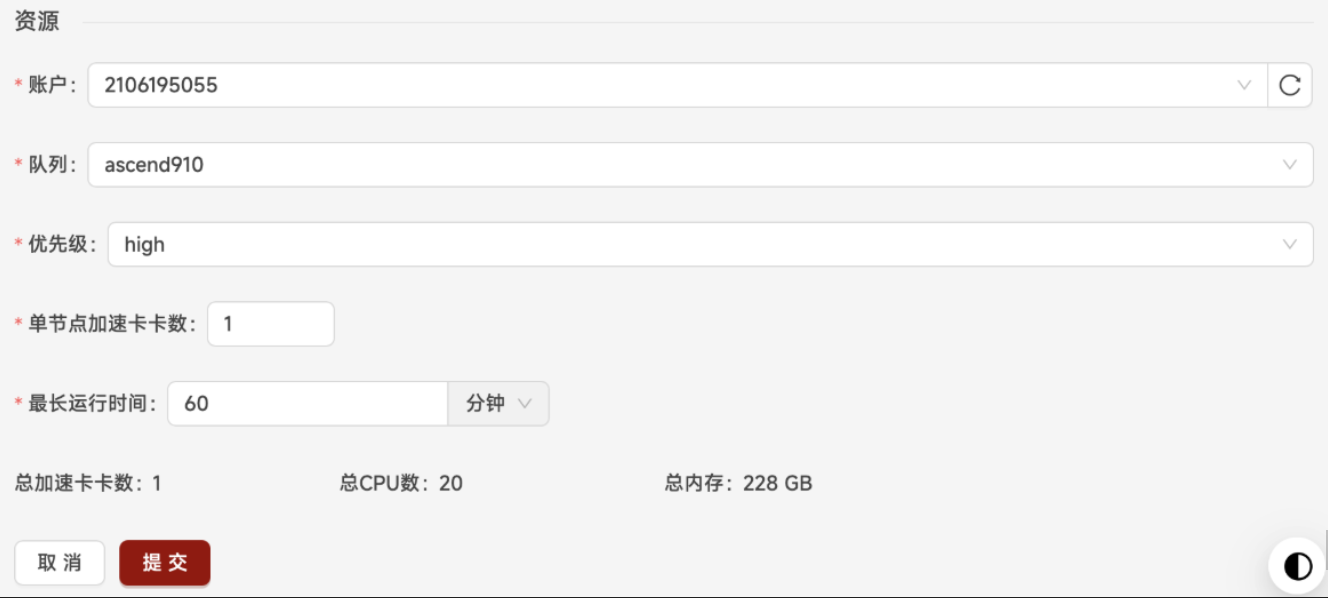 资源
* 账户： 2106195055
* 队列： ascend910
* 优先级： high
* 单节点加速卡卡数： 1
* 最长运行时间： 60 分钟
总加速卡卡数：1 总CPU数：20 总内存：228 GB
取 消 提 交